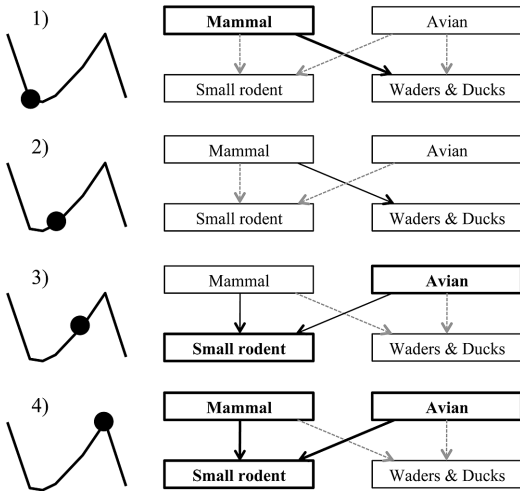 1)
Mammal Avian
Small rodent Waders & Ducks
2)
Mammal Avian
Small rodent Waders & Ducks
3)
Mammal Avian
Small rodent Waders & Ducks
4)
Mammal Avian
Small rodent Waders & Ducks